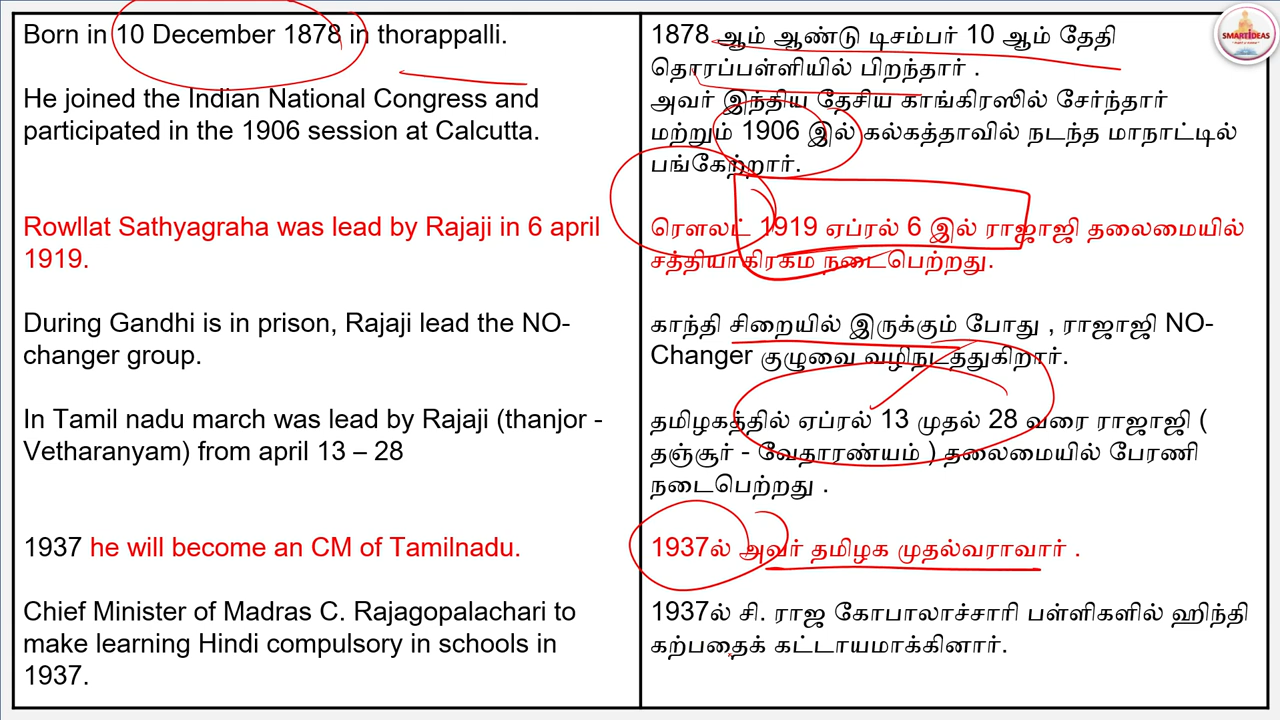 Born in 10 December 1878 in thorappalli.
He joined the Indian National Congress and
participated in the 1906 session at Calcutta.
Rowllat Sathyagraha was lead by Rajaji in 6 april
1919.
During Gandhi is in prison, Rajaji lead the NO-
changer group.
In Tamil nadu march was lead by Rajaji (thanjor -
Vetharanyam) from april 13 – 28
1937 he will become an CM of Tamilnadu.
Chief Minister of Madras C. Rajagopalachari to
make learning Hindi compulsory in schools in
1937.
1878 ஆம் ஆண்டு டிசம்பர் 10 ஆம் தேதி
தொரப்பள்ளியில் பிறந்தார் .
அவர் இந்திய தேசிய காங்கிரஸில் சேர்ந்தார்
மற்றும் 1906 இல் கல்கத்தாவில் நடந்த மாநாட்டில்
பங்கேற்றார்.
ரௌலட் 1919 ஏப்ரல் 6 இல் ராஜாஜி தலைமையில்
சத்தியாகிரகம் நடைபெற்றது.
காந்தி சிறையில் இருக்கும் போது , ராஜாஜி NO-
Changer குழுவை வழிநடத்துகிறார்.
தமிழகத்தில் ஏப்ரல் 13 முதல் 28 வரை ராஜாஜி (
தஞ்சூர் - வேதாரண்யம் ) தலைமையில் பேரணி
நடைபெற்றது .
1937ல் அவர் தமிழக முதல்வராவார் .
1937ல் சி. ராஜ கோபாலாச்சாரி பள்ளிகளில் ஹிந்தி
கற்பதைக் கட்டாயமாக்கினார்.
SMARTIDEAS